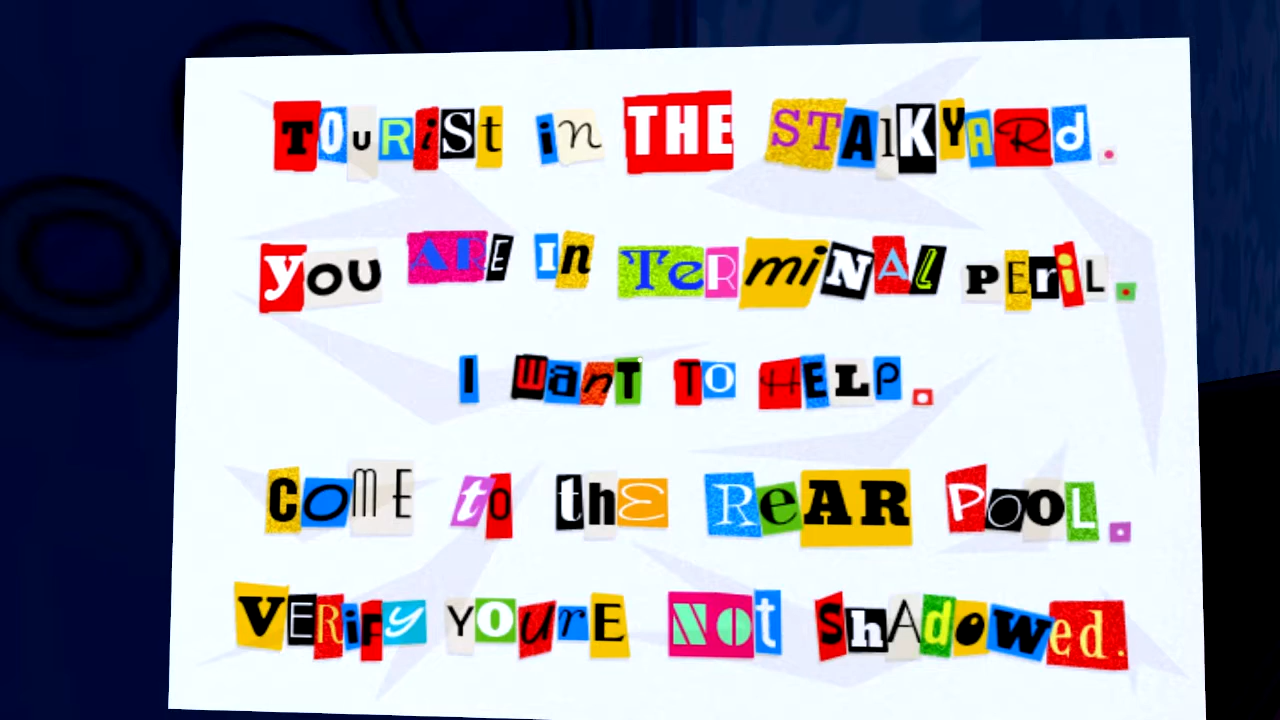 TOuRiSt in THE STAlKYARd.
you ARE In TeRmiNAL PEriL.
I WanT TO HELP.
COME to thE ReAR POoL.
VERiFy YOUrE NOt ShAdoWed.